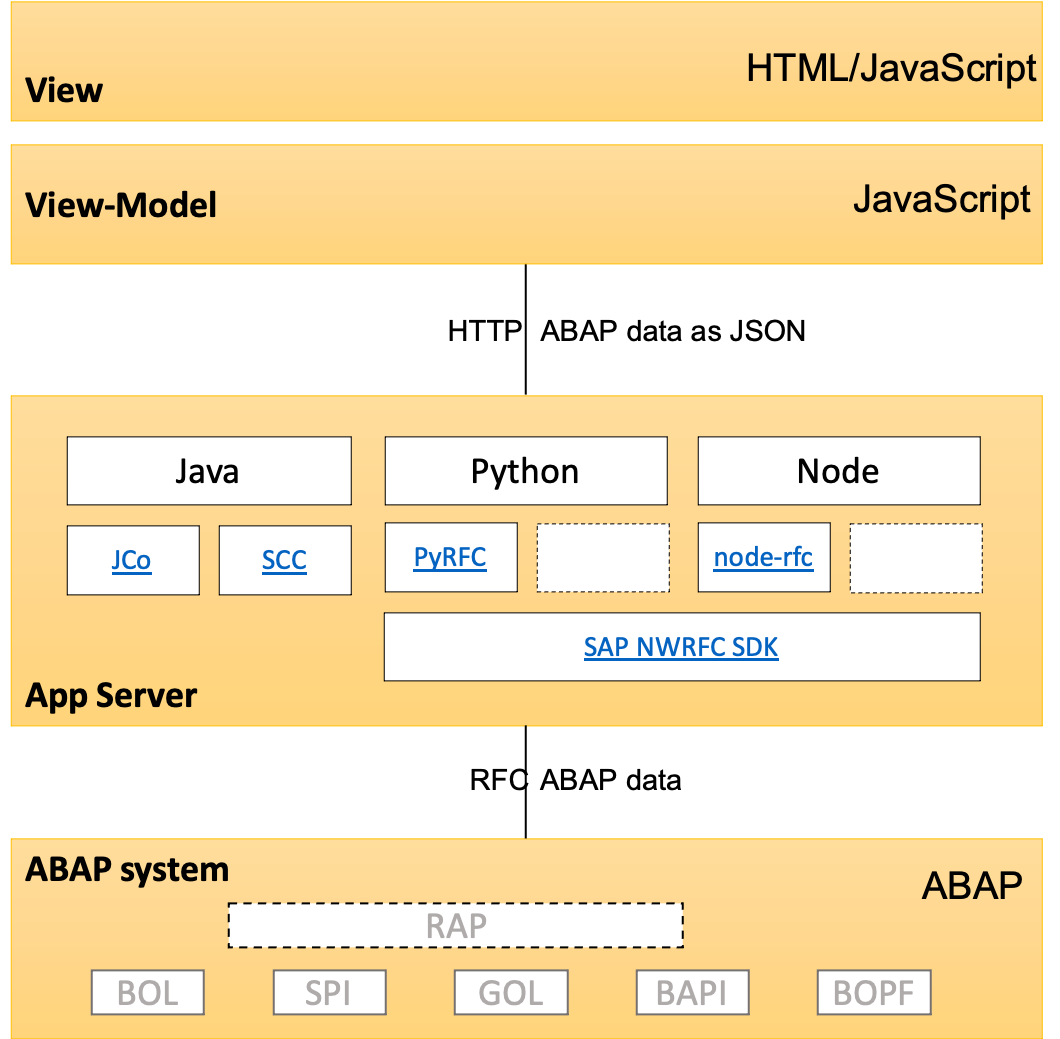 HTML/JavaScript
View
View-Model
JavaScript
HTTP ABAP data as JSON
Java Python Node
JCo SCC PyRFC node-rfc
SAP NWRFC SDK
App Server
RFC ABAP data
ABAP system
ABAP
RAP
BOL SPI GOL BAPI BOPF